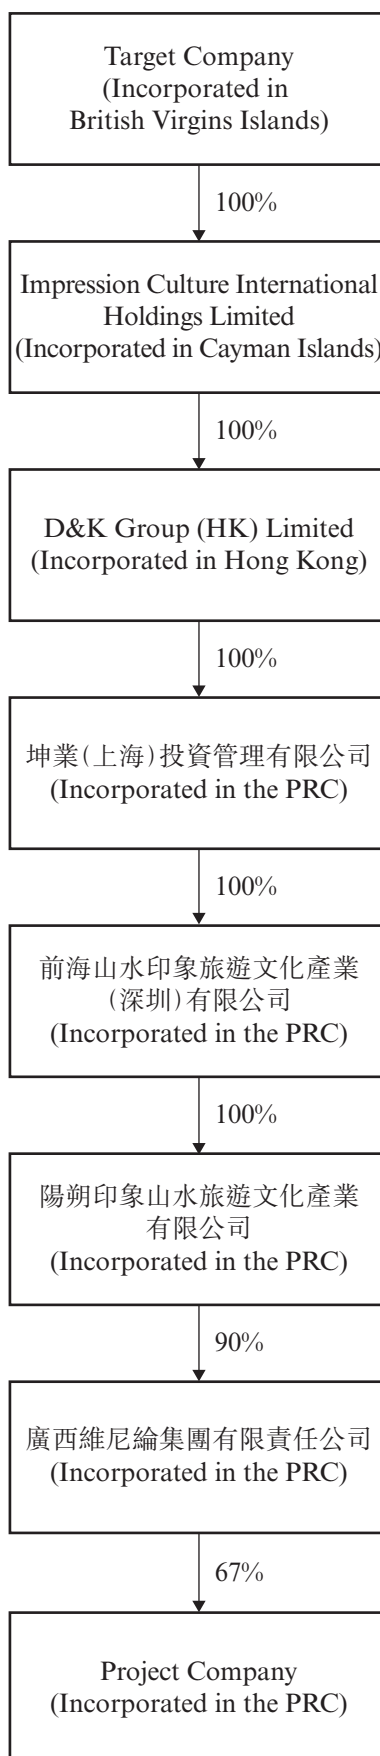 Target Company
(Incorporated in
British Virgins Islands)
100%
Impression Culture International
Holdings Limited
(Incorporated in Cayman Islands)
100%
D&K Group (HK) Limited
(Incorporated in Hong Kong)
100%
坤業(上海)投資管理有限公司
(Incorporated in the PRC)
100%
前海山水印象旅遊文化產業
(深圳)有限公司
(Incorporated in the PRC)
100%
陽朔印象山水旅遊文化產業
有限公司
(Incorporated in the PRC)
90%
廣西維尼綸集團有限責任公司
(Incorporated in the PRC)
67%
Project Company
(Incorporated in the PRC)